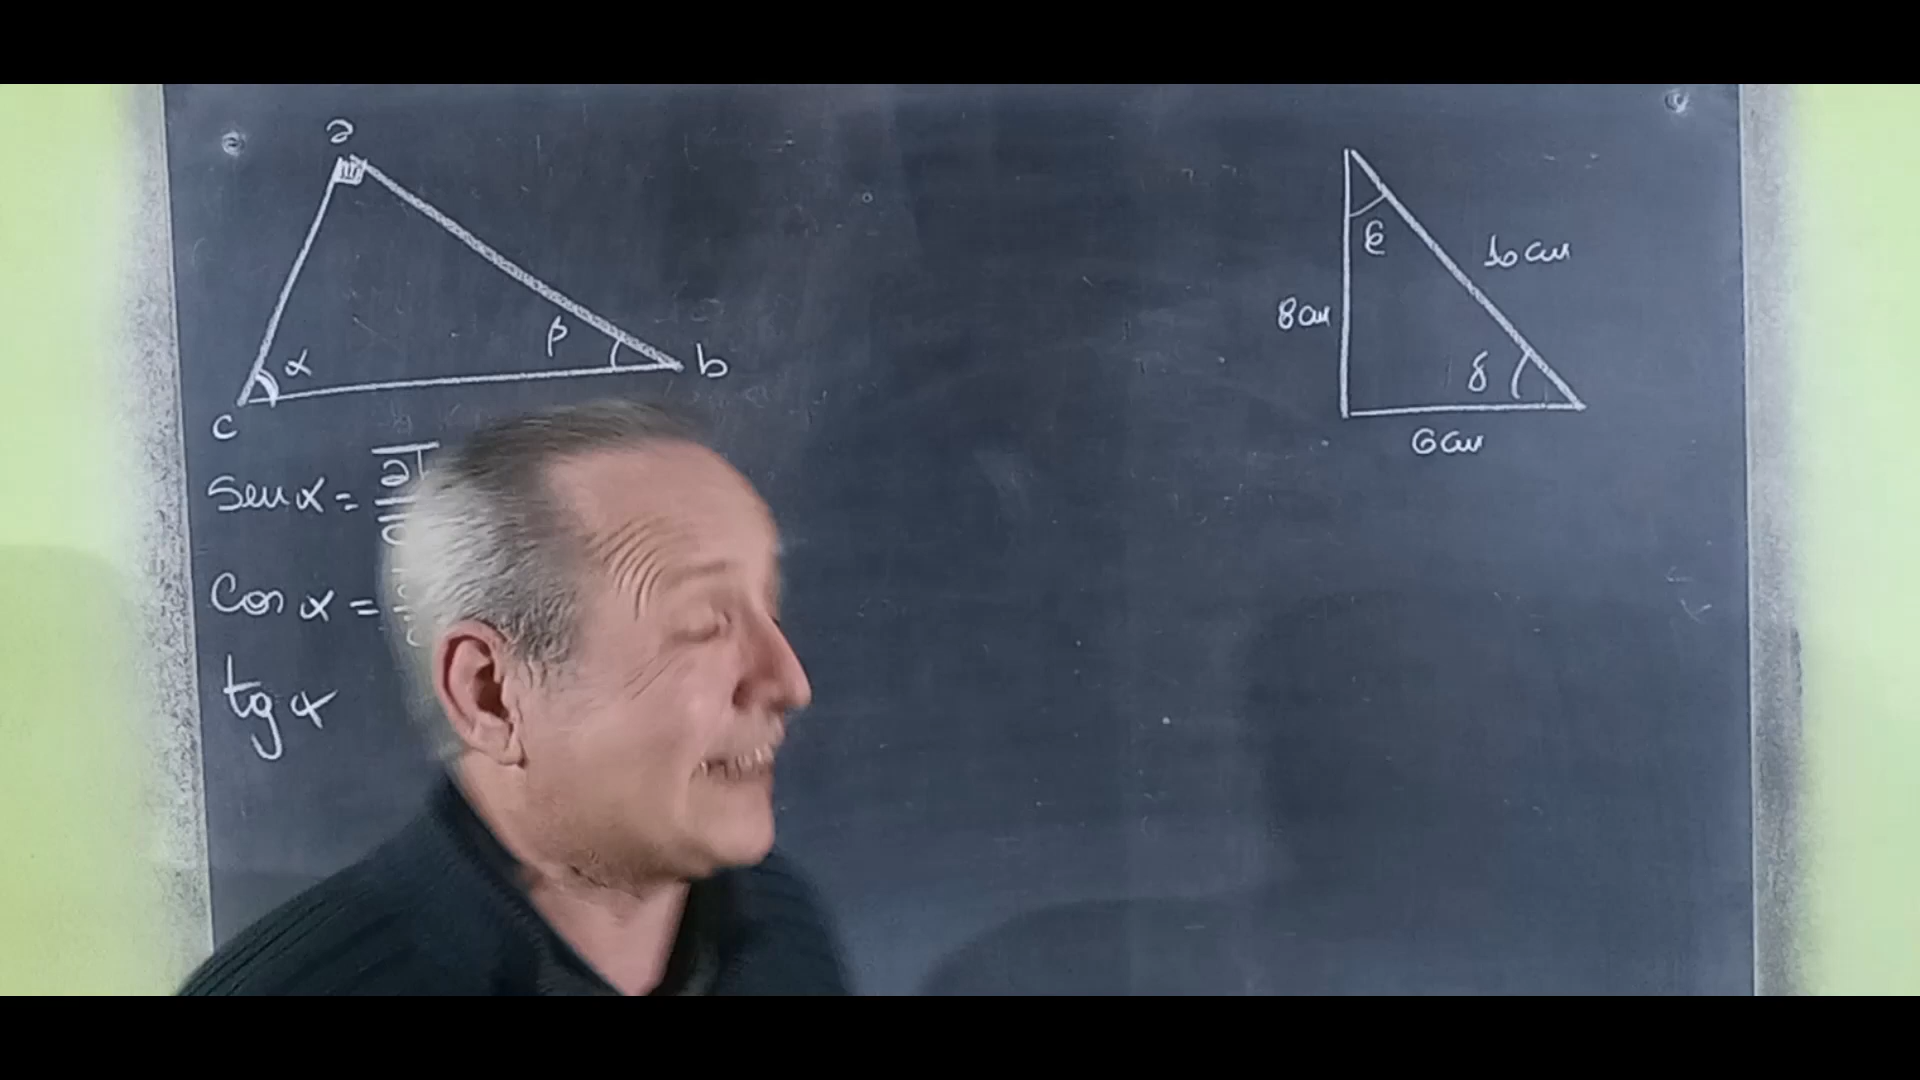 a
α
β
b
c
Sen α =
Cos α =
tg α
ε
10 cm
8 cm
δ
6 cm